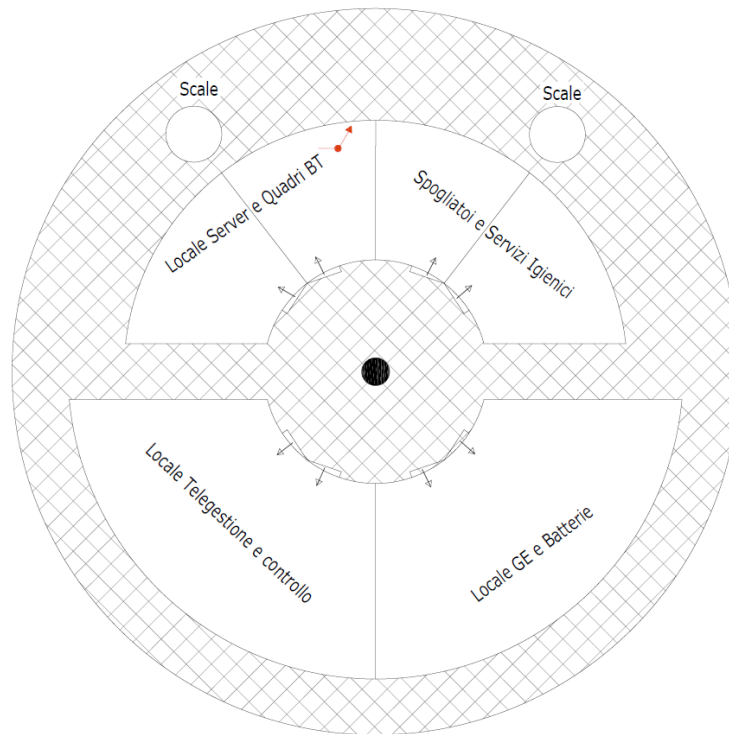 Scale
Scale
Locale Server e Quadri BT
Spogliatoi e Servizi Igienici
Locale Telegestione e controllo
Locale GE e Batterie